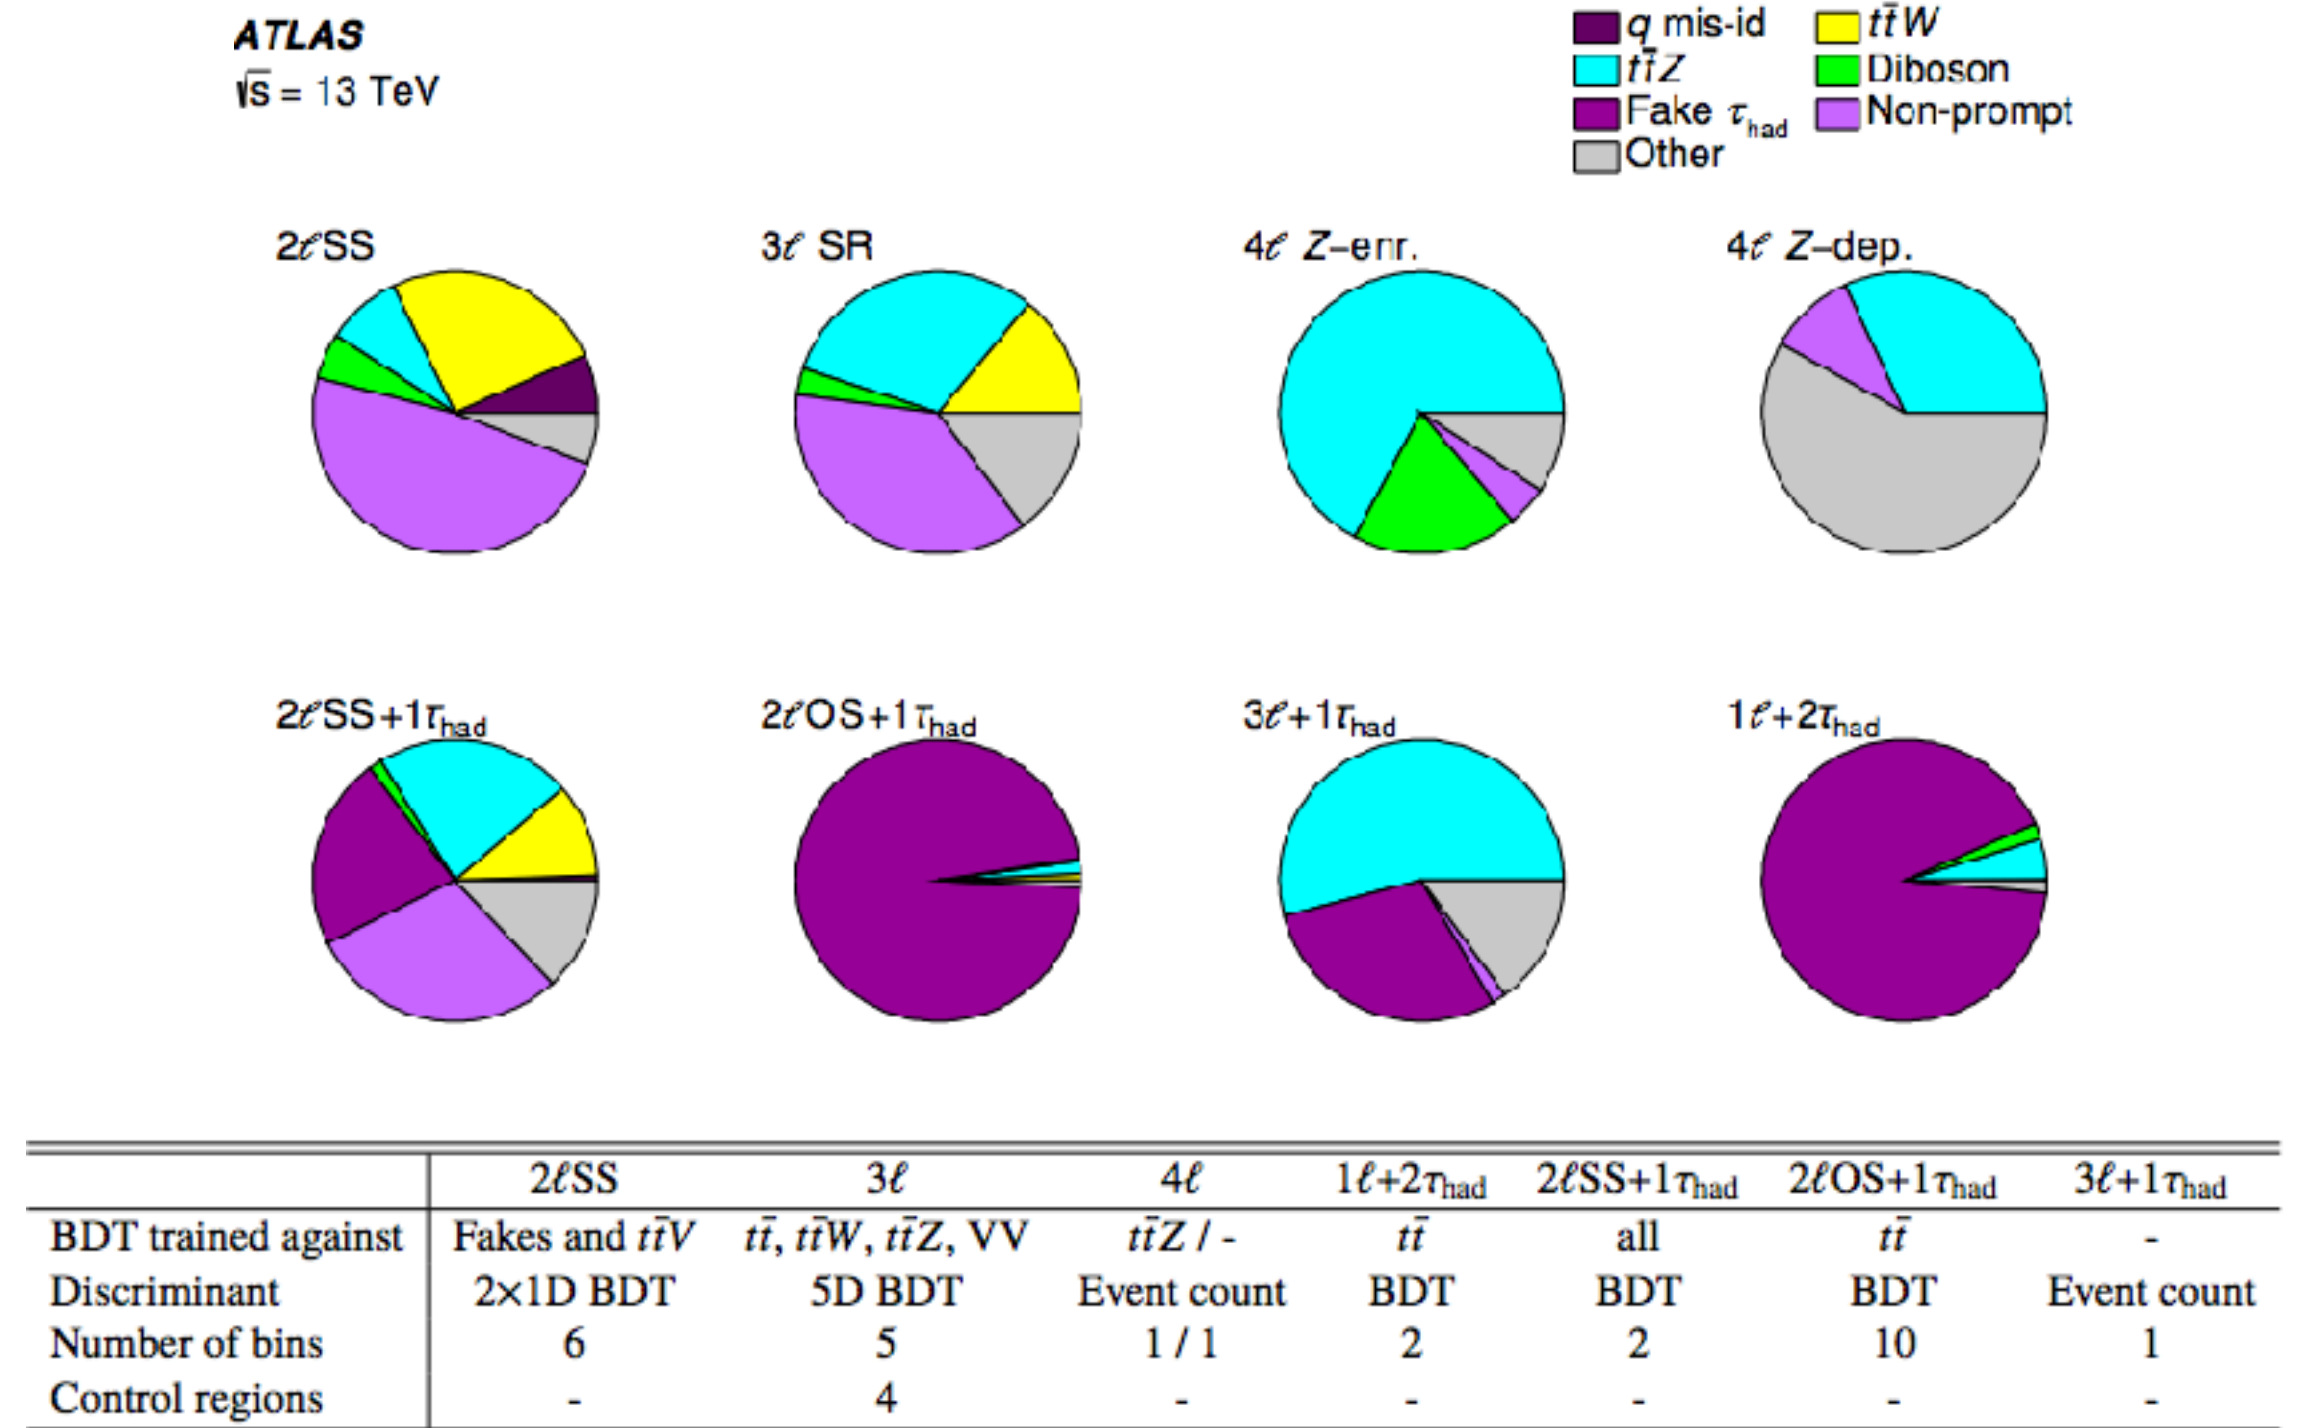 ATLAS
√s = 13 TeV
q mis-id
tt̄W
tt̄Z
Diboson
Fake τhad
Non-prompt
Other
2ℓSS
3ℓ SR
4ℓ Z–enr.
4ℓ Z–dep.
2ℓSS+1τhad
2ℓOS+1τhad
3ℓ+1τhad
1ℓ+2τhad
2ℓSS 3ℓ 4ℓ 1ℓ+2τhad 2ℓSS+1τhad 2ℓOS+1τhad 3ℓ+1τhad
BDT trained against Fakes and tt̄V tt̄, tt̄W, tt̄Z, VV tt̄Z / - tt̄ all tt̄ -
Discriminant 2×1D BDT 5D BDT Event count BDT BDT BDT Event count
Number of bins 6 5 1 / 1 2 2 10 1
Control regions - 4 - - - - -